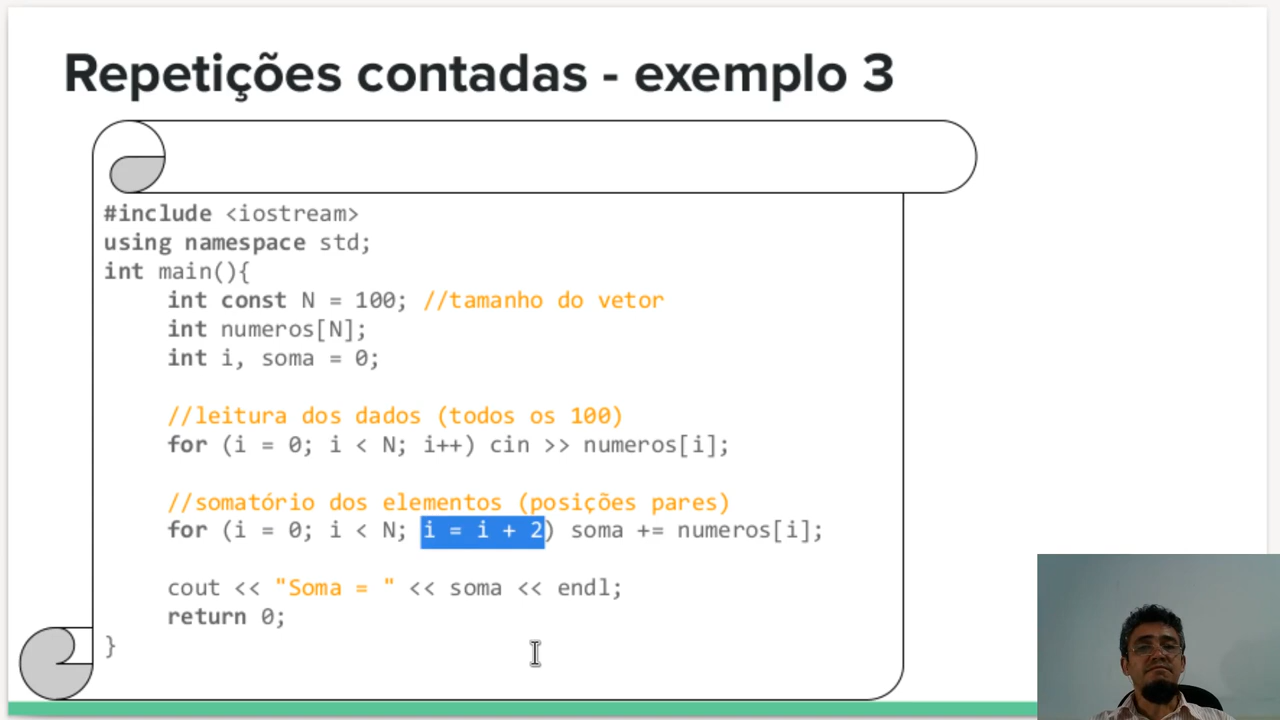 Repetições contadas - exemplo 3
#include <iostream>
using namespace std;
int main(){
int const N = 100; //tamanho do vetor
int numeros[N];
int i, soma = 0;
//leitura dos dados (todos os 100)
for (i = 0; i < N; i++) cin >> numeros[i];
//somatório dos elementos (posições pares)
for (i = 0; i < N; i = i + 2) soma += numeros[i];
cout << "Soma = " << soma << endl;
return 0;
}